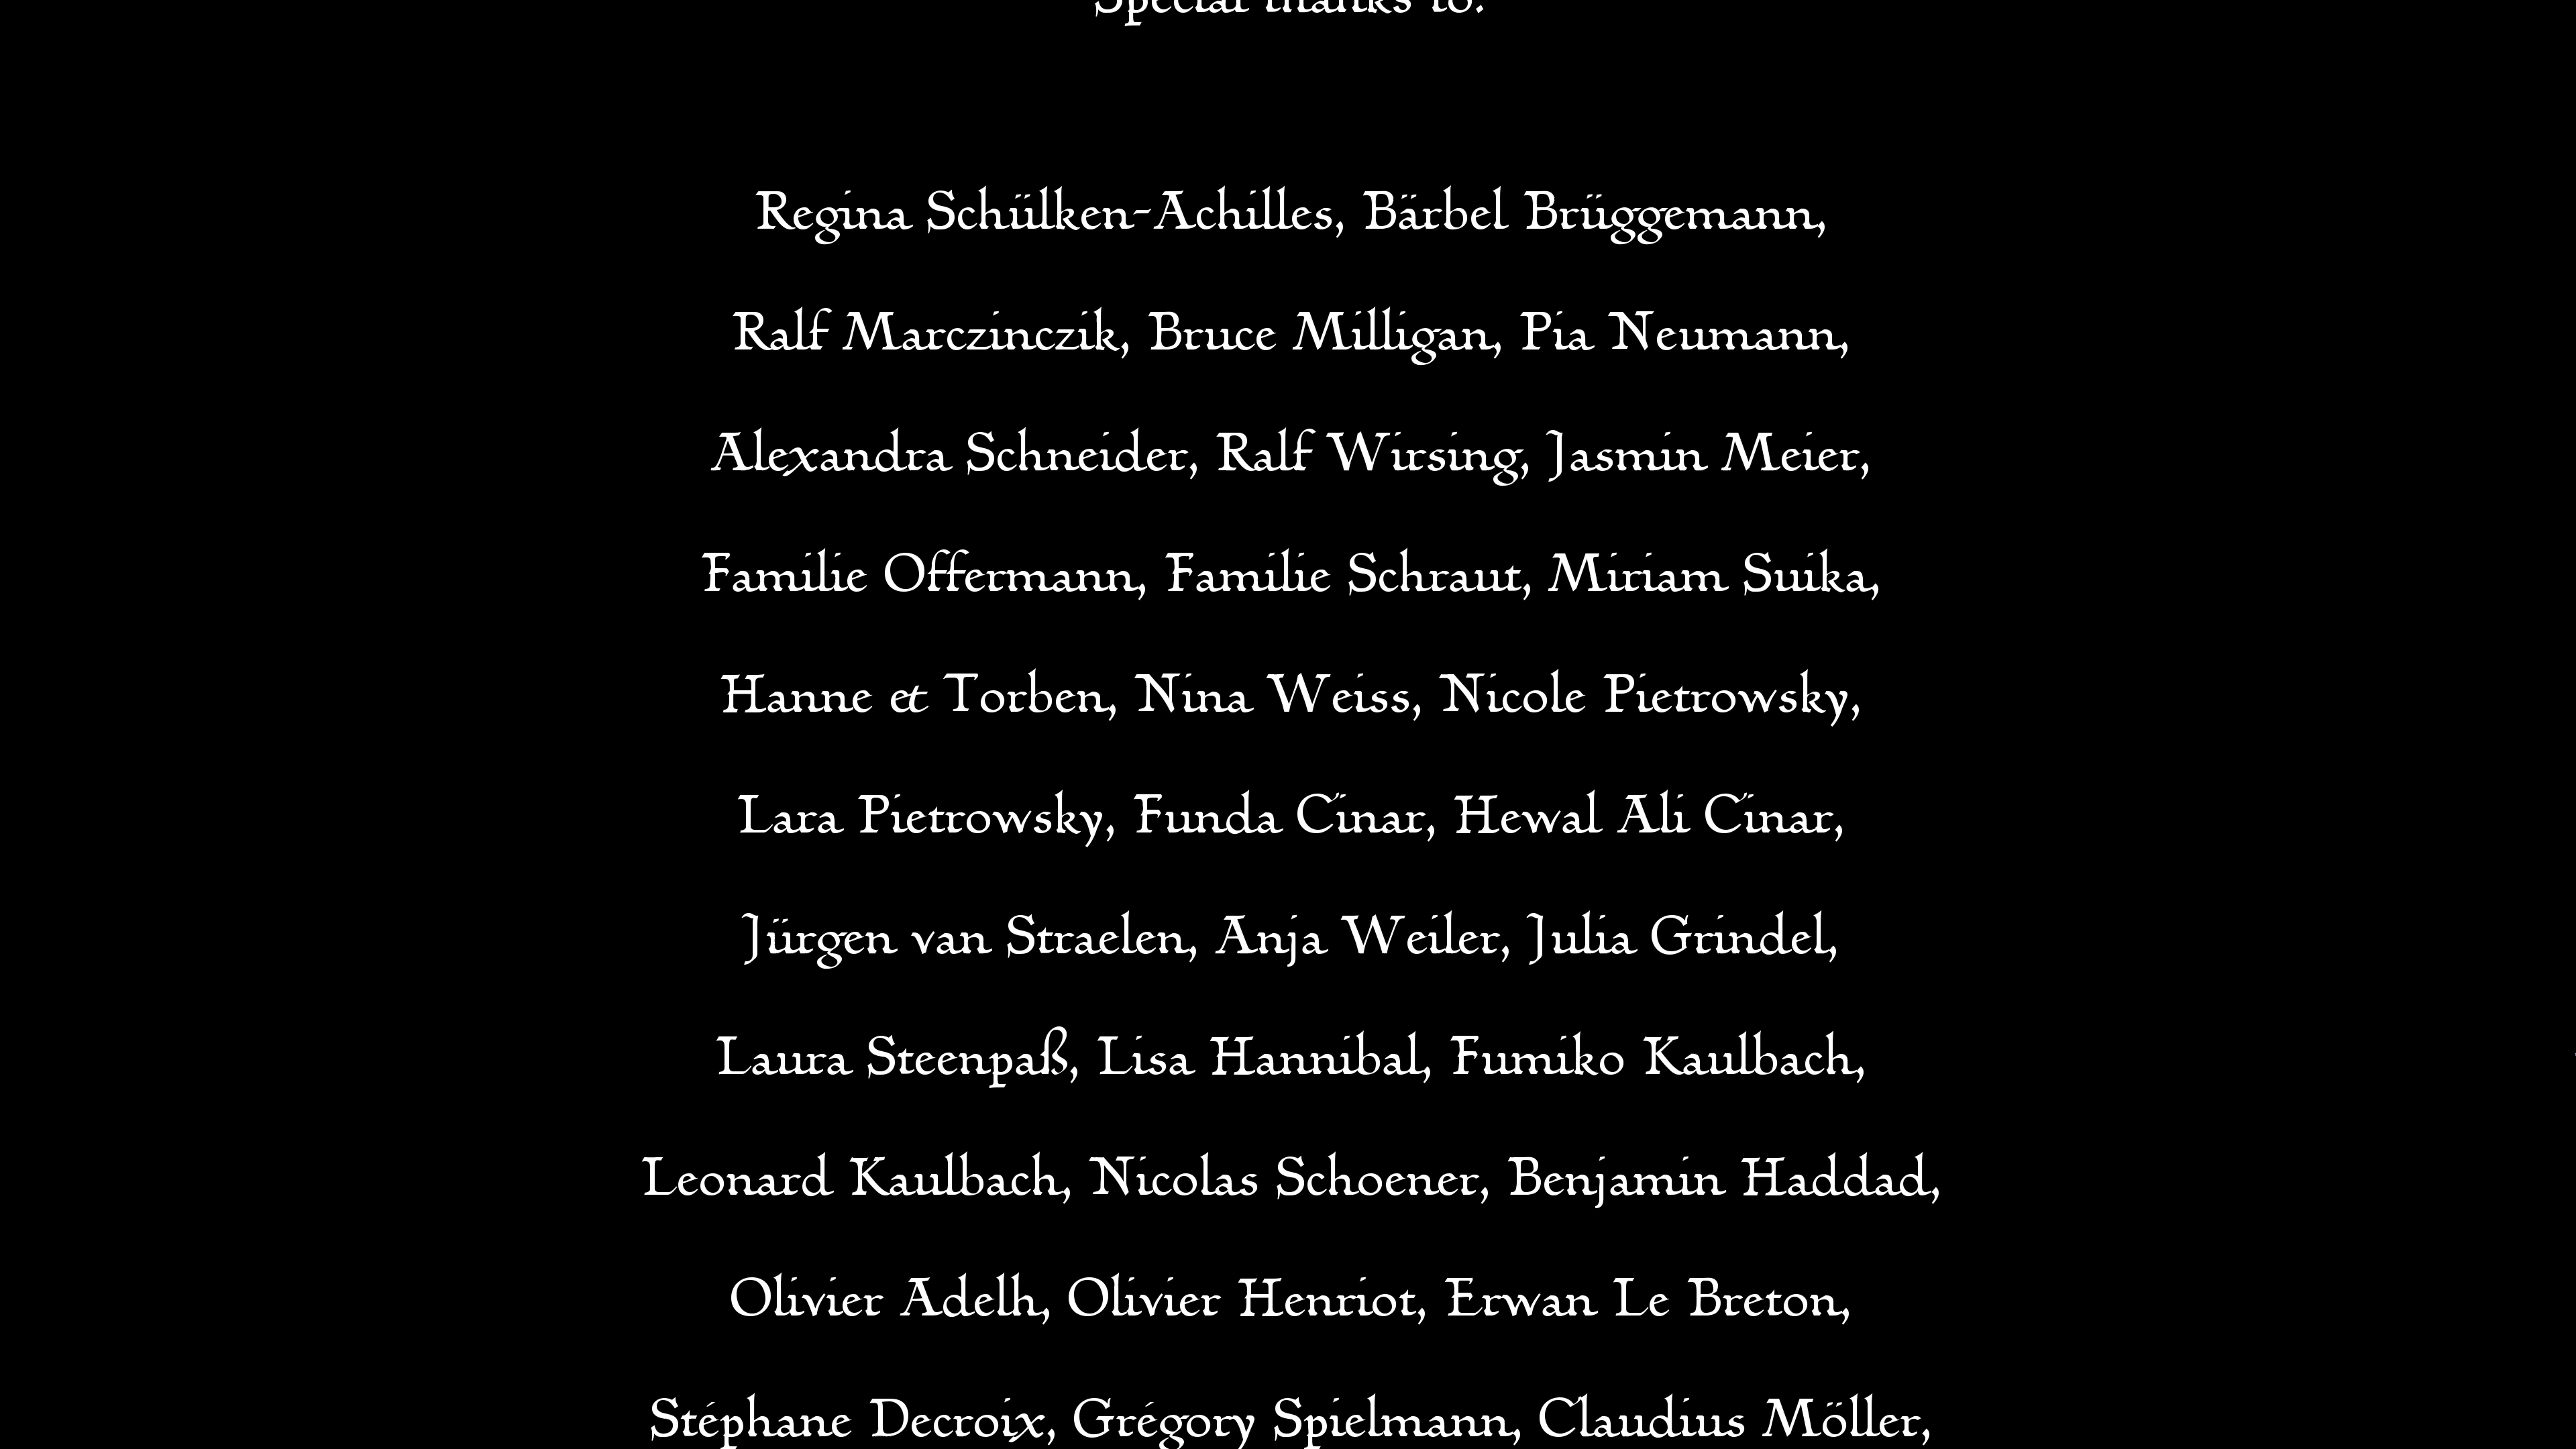 Special thanks to:
Regina Schülken-Achilles, Bärbel Brüggemann,
Ralf Marczinczik, Bruce Milligan, Pia Neumann,
Alexandra Schneider, Ralf Wirsing, Jasmin Meier,
Familie Offermann, Familie Schraut, Miriam Suika,
Hanne & Torben, Nina Weiss, Nicole Pietrowsky,
Lara Pietrowsky, Funda Cinar, Hewal Ali Cinar,
Jürgen van Straelen, Anja Weiler, Julia Grindel,
Laura Steenpaß, Lisa Hannibal, Fumiko Kaulbach,
Leonard Kaulbach, Nicolas Schoener, Benjamin Haddad,
Olivier Adelh, Olivier Henriot, Erwan Le Breton,
Stéphane Decroix, Grégory Spielmann, Claudius Möller,